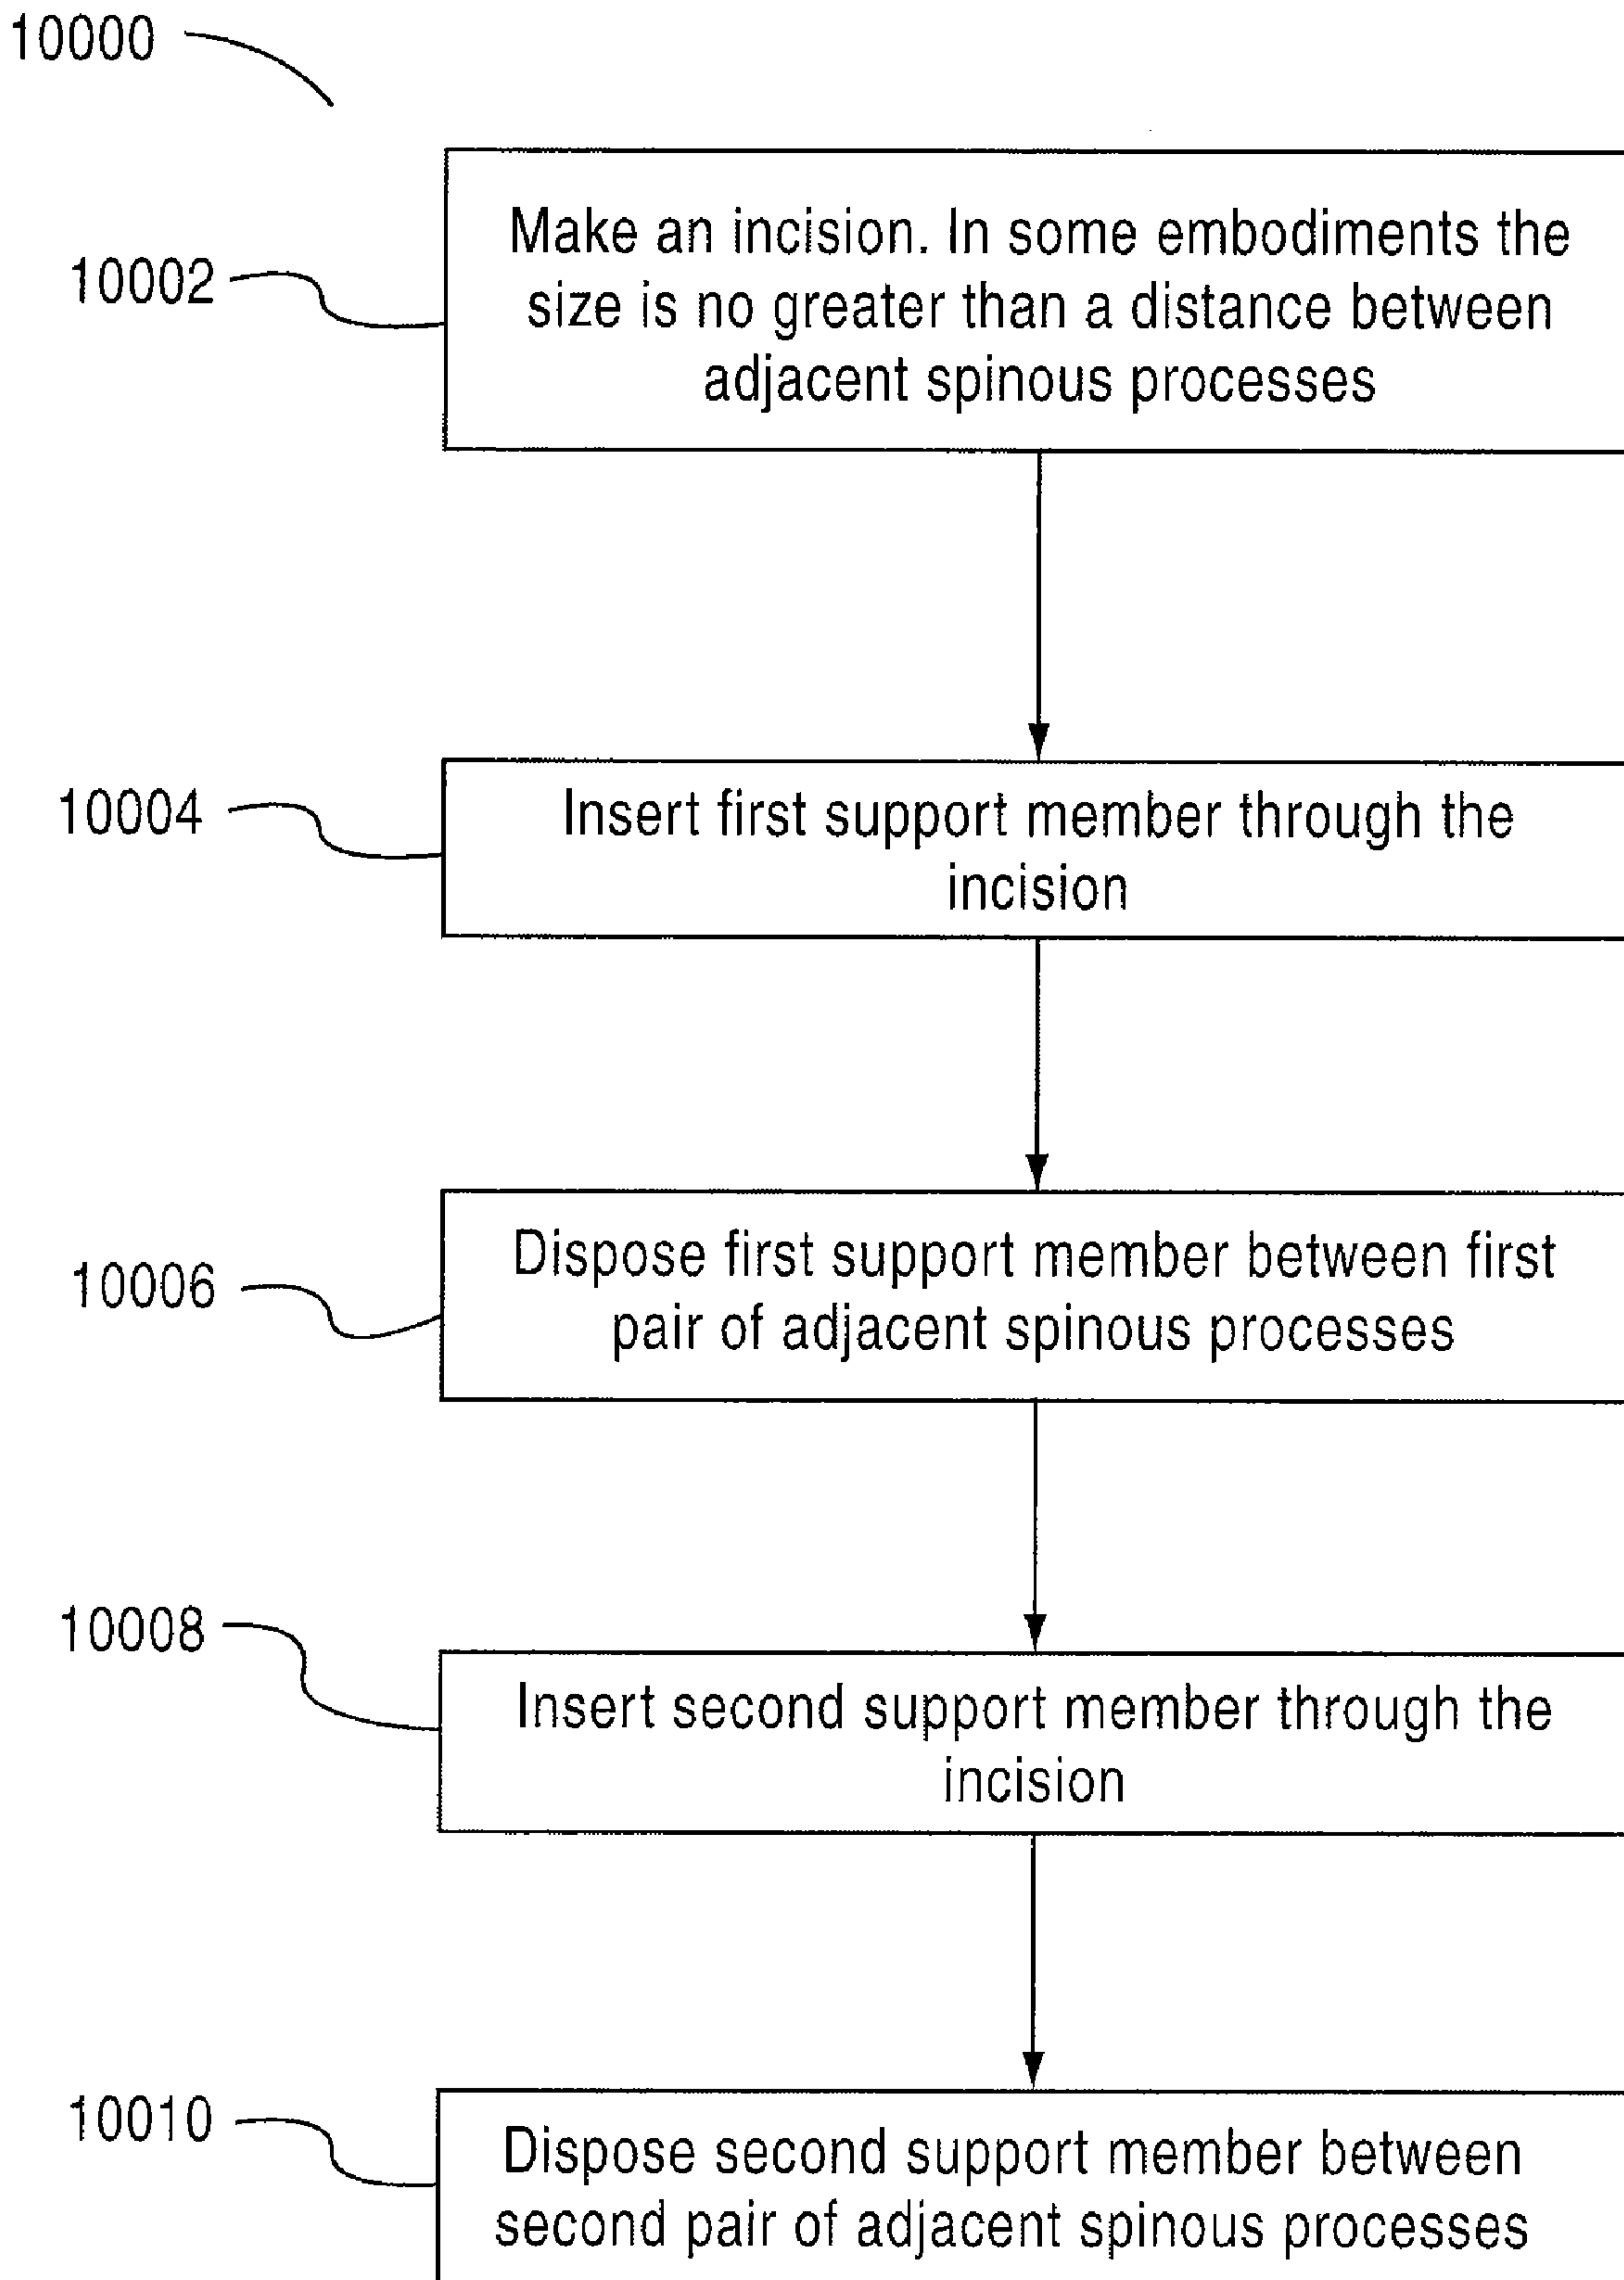 10000
10002
Make an incision. In some embodiments the
size is no greater than a distance between
adjacent spinous processes
10004
Insert first support member through the
incision
10006
Dispose first support member between first
pair of adjacent spinous processes
10008
Insert second support member through the
incision
10010
Dispose second support member between
second pair of adjacent spinous processes